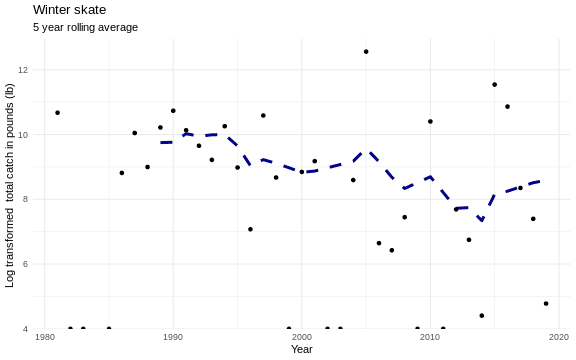 Winter skate
5 year rolling average
Log transformed  total catch in pounds (lb)
12
10
8
6
4
1980
1990
2000
2010
2020
Year